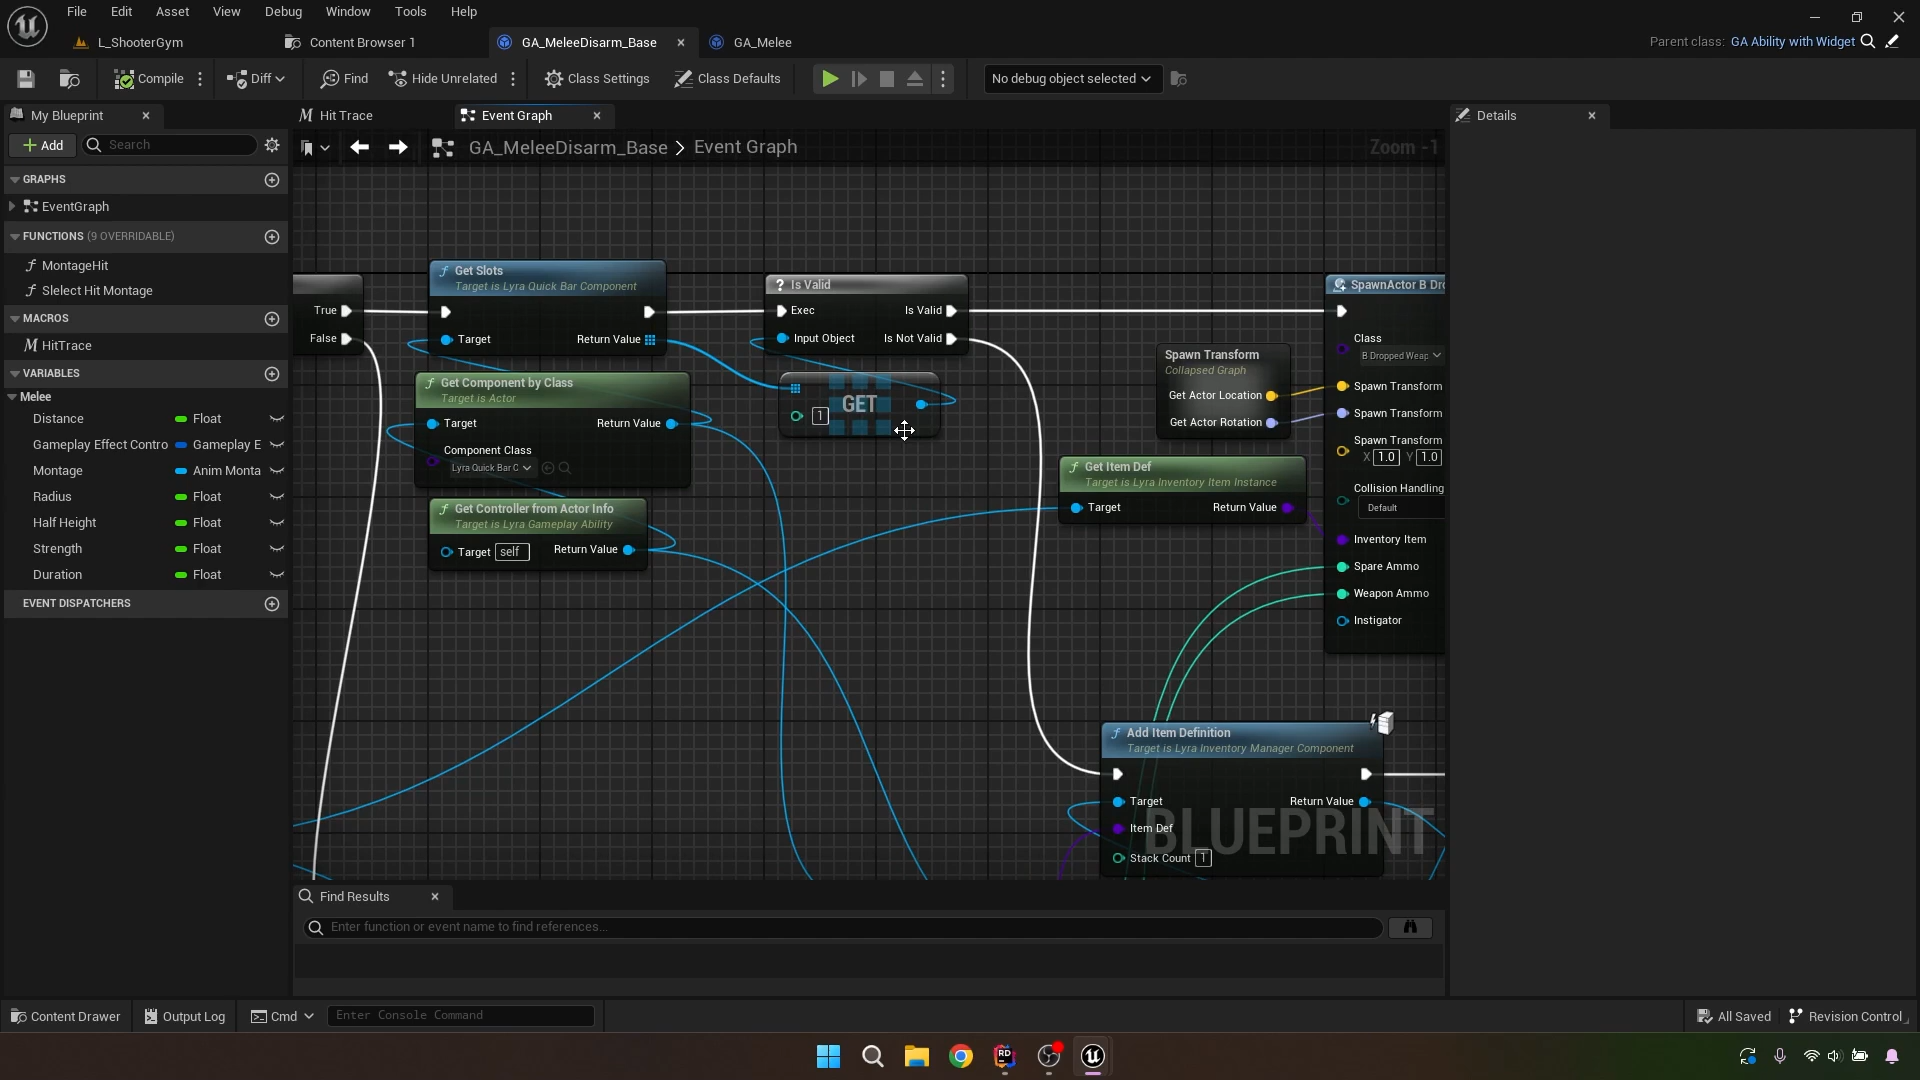 File Edit Asset View Debug Window Tools Help
L_ShooterGym
Content Browser 1
GA_MeleeDisarm_Base
GA_Melee
Parent class: GA Ability with Widget
Compile
Diff
Find
Hide Unrelated
Class Settings
Class Defaults
No debug object selected
My Blueprint
Hit Trace
Event Graph
Details
Add
Search
GA_MeleeDisarm_Base > Event Graph
Zoom -1
GRAPHS
EventGraph
FUNCTIONS (9 OVERRIDABLE)
MontageHit
Slelect Hit Montage
MACROS
HitTrace
VARIABLES
Melee
Distance Float
Gameplay Effect Contro Gameplay E
Montage Anim Monta
Radius Float
Half Height Float
Strength Float
Duration Float
EVENT DISPATCHERS
True
False
Get Slots
Target is Lyra Quick Bar Component
Target Return Value
Get Component by Class
Target is Actor
Target Return Value
Component Class
Lyra Quick Bar C
Get Controller from Actor Info
Target is Lyra Gameplay Ability
Target self Return Value
? Is Valid
Exec Is Valid
Input Object Is Not Valid
GET
1
Spawn Transform
Collapsed Graph
Get Actor Location
Get Actor Rotation
Get Item Def
Target is Lyra Inventory Item Instance
Target Return Value
SpawnActor B Dro
Class
B Dropped Weap
Spawn Transform
Spawn Transform
Spawn Transform
X 1.0 Y 1.0
Collision Handling
Default
Inventory Item
Spare Ammo
Weapon Ammo
Instigator
Add Item Definition
Target is Lyra Inventory Manager Component
Target Return Value
Item Def
Stack Count 1
BLUEPRINT
Find Results
Enter function or event name to find references...
Content Drawer
Output Log
Cmd
Enter Console Command
All Saved
Revision Control
RD